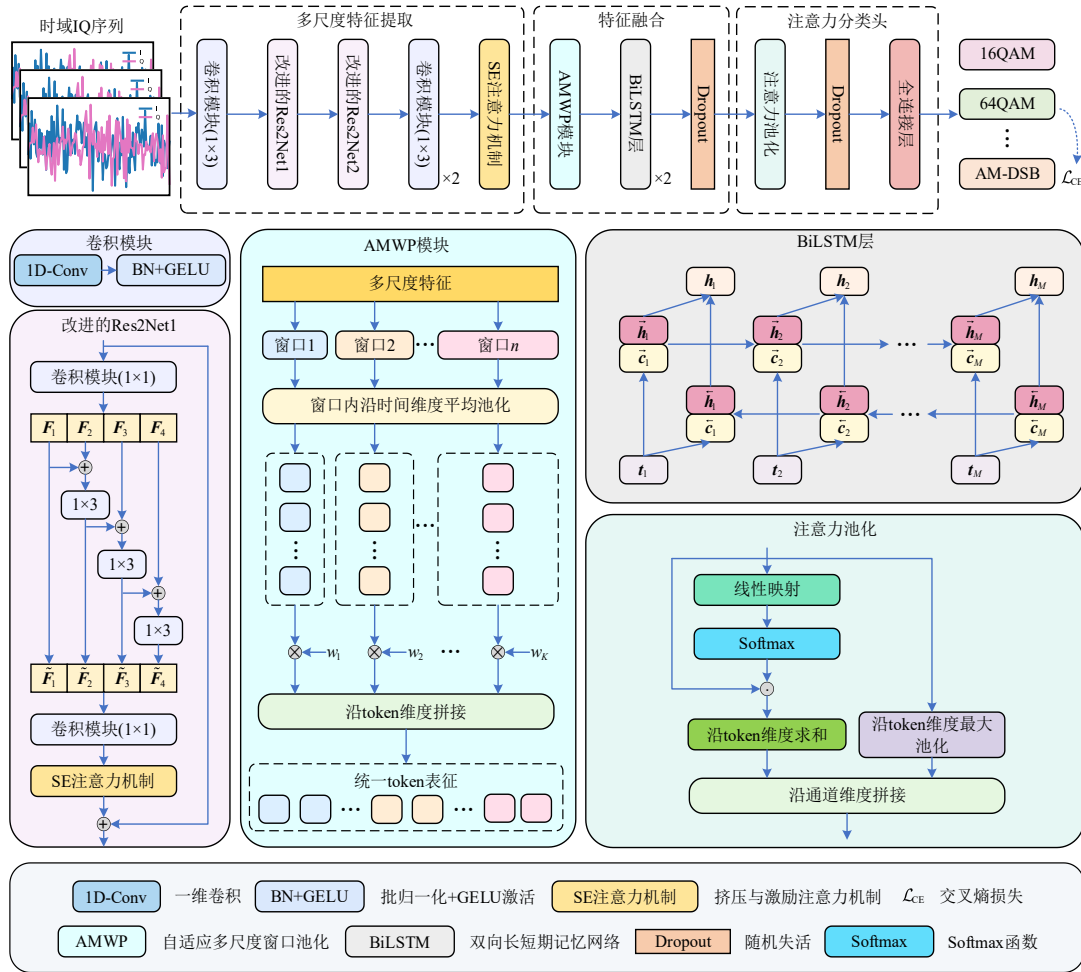 时域IQ序列
多尺度特征提取
特征融合
注意力分类头
I
Q
I
Q
I
Q
卷积模块(1×3)
改进的Res2Net1
改进的Res2Net2
卷积模块(1×3)
×2
SE注意力机制
AMWP模块
BiLSTM层
×2
Dropout
注意力池化
Dropout
全连接层
16QAM
64QAM
⋮
AM-DSB
ℒCE
卷积模块
1D-Conv
BN+GELU
改进的Res2Net1
卷积模块(1×1)
F1 F2 F3 F4
+
1×3
+
1×3
+
1×3
F̃1 F̃2 F̃3 F̃4
卷积模块(1×1)
SE注意力机制
+
AMWP模块
多尺度特征
窗口1 窗口2 ··· 窗口n
窗口内沿时间维度平均池化
···
⋮ ⋮ ⋮
⊗ w1 ⊗ w2 ··· ⊗ wK
沿token维度拼接
统一token表征
··· ···
BiLSTM层
h1 h2 hM
h⃗1 h⃗2 ··· h⃗M
c⃗1 c⃗2 c⃗M
h⃖1 h⃖2 ··· h⃖M
c⃖1 c⃖2 c⃖M
t1 t2 tM
注意力池化
线性映射
Softmax
⊙
沿token维度求和
沿token维度最大
池化
沿通道维度拼接
1D-Conv 一维卷积 BN+GELU 批归一化+GELU激活 SE注意力机制 挤压与激励注意力机制 ℒCE 交叉熵损失
AMWP 自适应多尺度窗口池化 BiLSTM 双向长短期记忆网络 Dropout 随机失活 Softmax Softmax函数